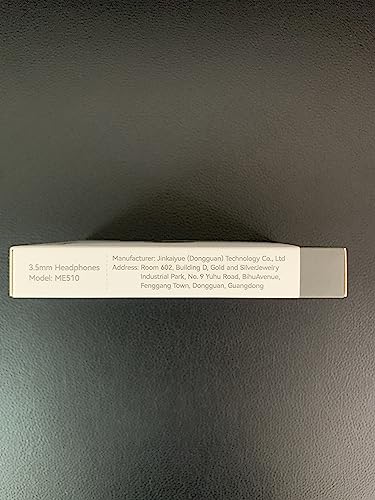 3.5mm Headphones
Model: ME510
Manufacturer: Jinkaiyue (Dongguan) Technology Co., Ltd
Address: Room 602, Building D, Gold and SilverJewelry
Industrial Park, No. 9 Yuhu Road, BihuAvenue,
Fenggang Town, Dongguan, Guangdong